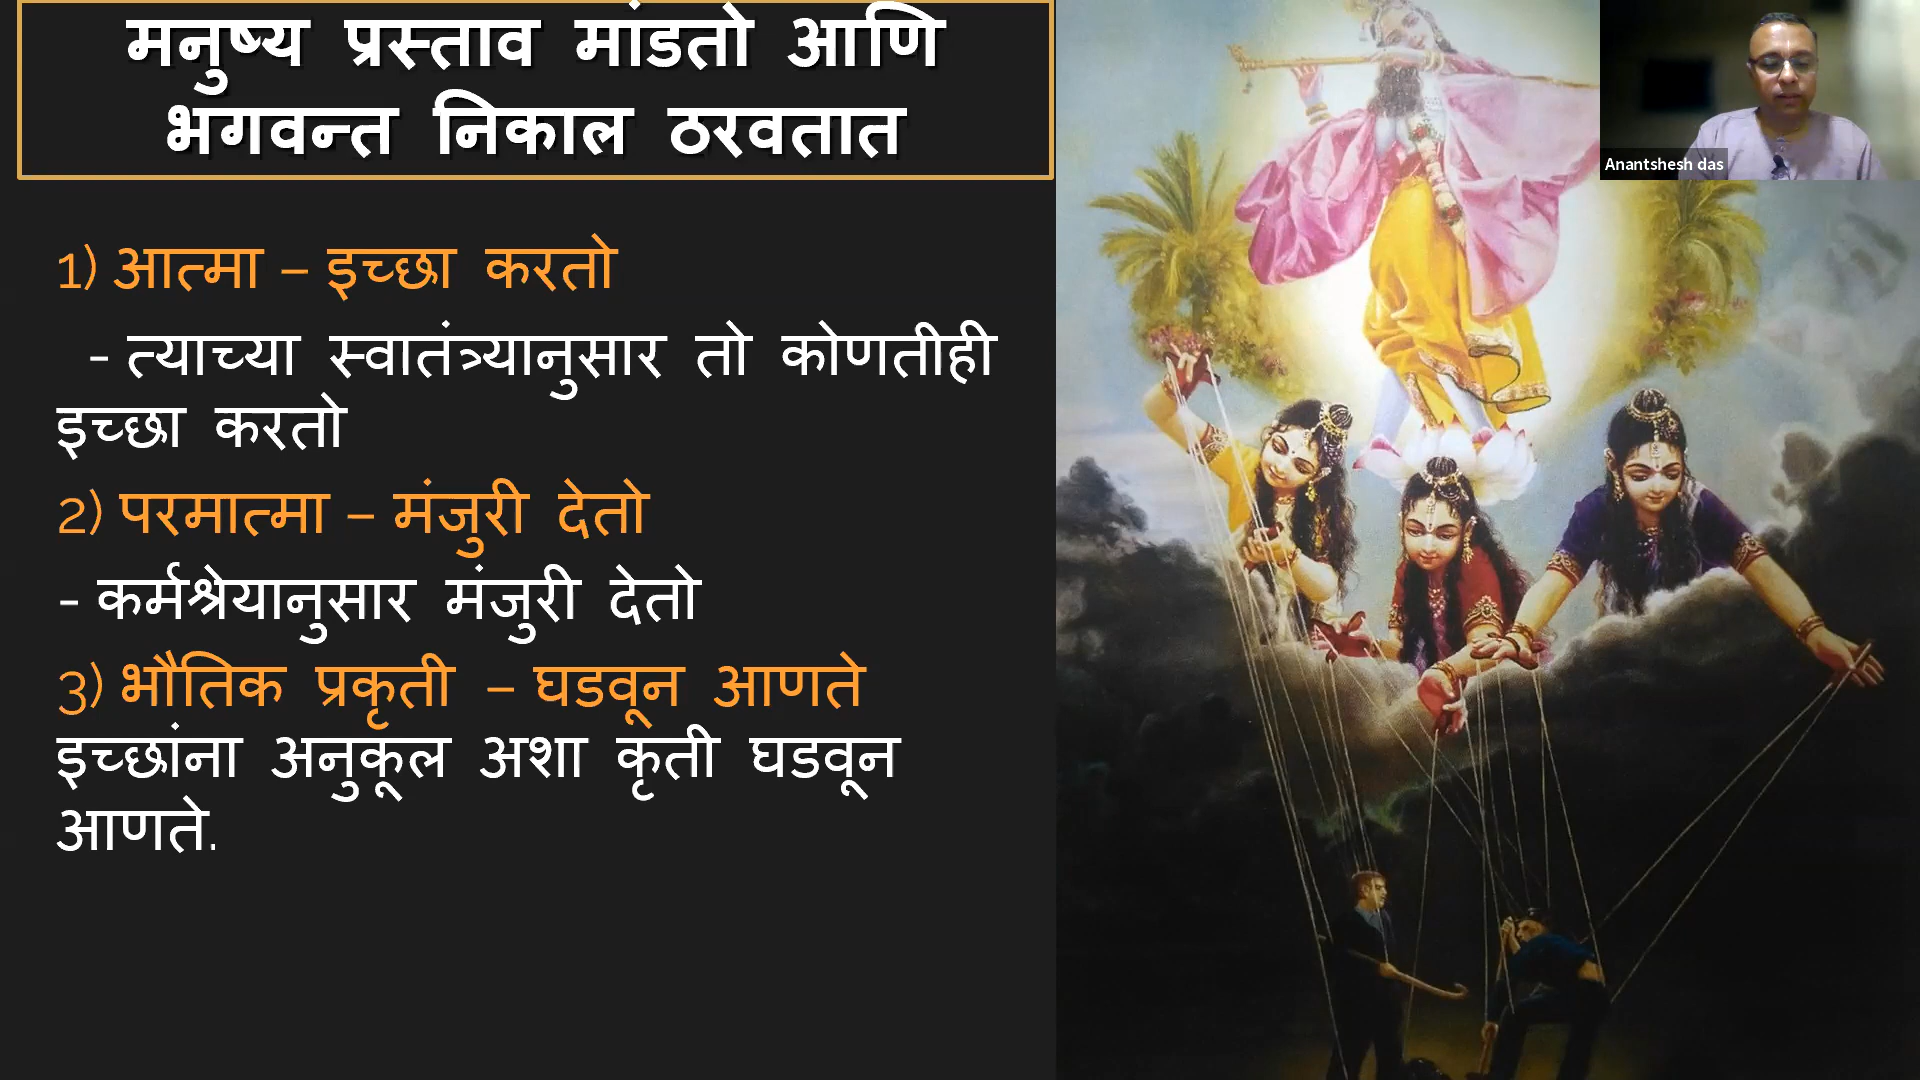 मनुष्य प्रस्ताव मांडतो आणि
भगवन्त निकाल ठरवतात
1) आत्मा – इच्छा करतो
- त्याच्या स्वातंत्र्यानुसार तो कोणतीही
इच्छा करतो
2) परमात्मा – मंजुरी देतो
- कर्मश्रेयानुसार मंजुरी देतो
3) भौतिक प्रकृती – घडवून आणते
इच्छांना अनुकूल अशा कृती घडवून
आणते.
Anantshesh das